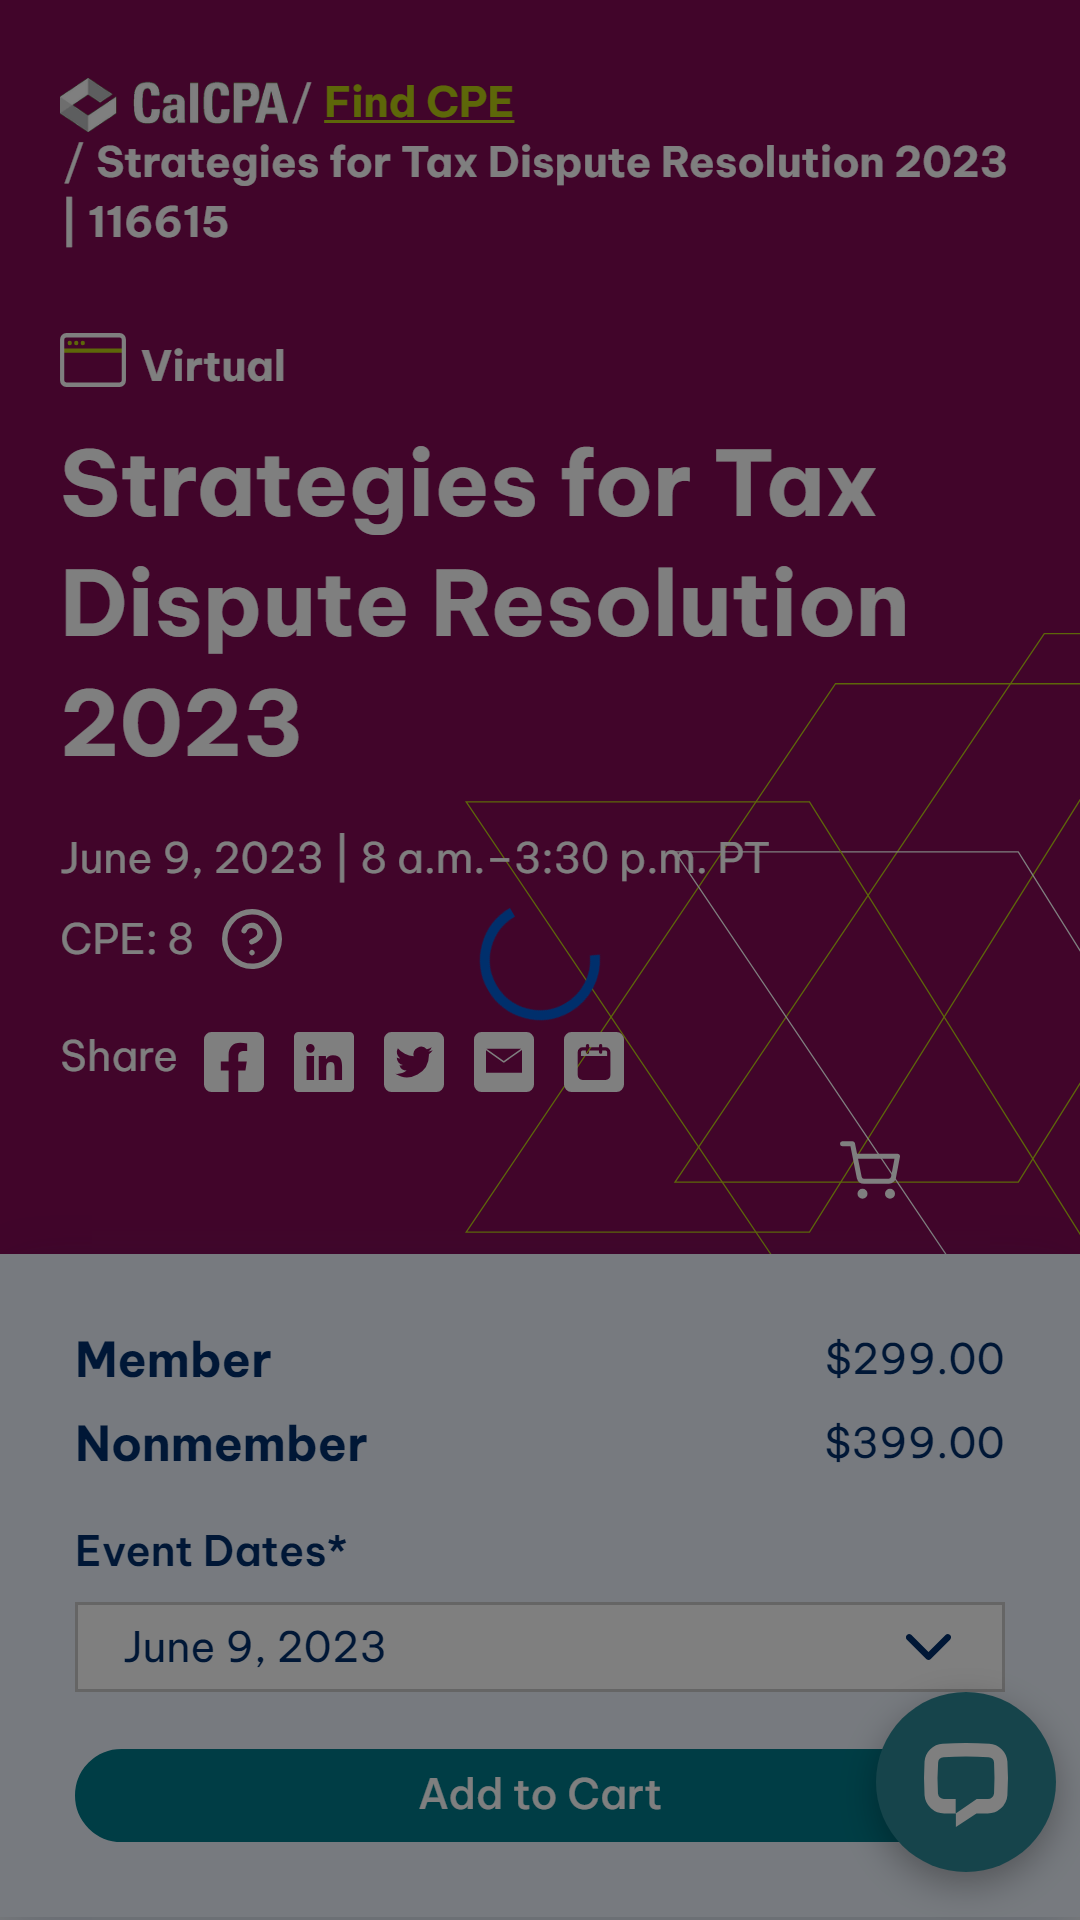 CalCPA / Find CPE
/ Strategies for Tax Dispute Resolution 2023
| 116615
Virtual
Strategies for Tax
Dispute Resolution
2023
June 9, 2023 | 8 a.m.–3:30 p.m. PT
CPE: 8 ?
Share
Member $299.00
Nonmember $399.00
Event Dates*
June 9, 2023
Add to Cart